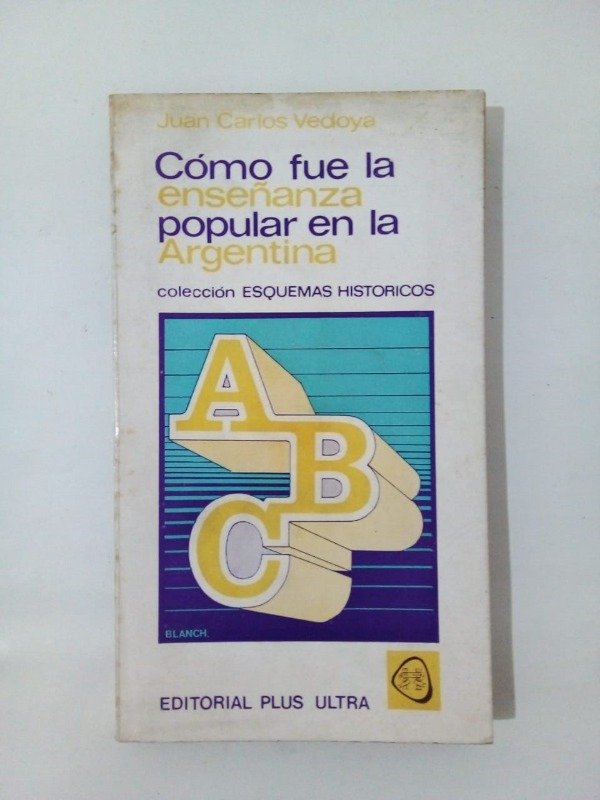 Juan Carlos Vedoya
Cómo fue la
enseñanza
popular en la
Argentina
colección ESQUEMAS HISTORICOS
A
B
C
BLANCH.
EDITORIAL PLUS ULTRA